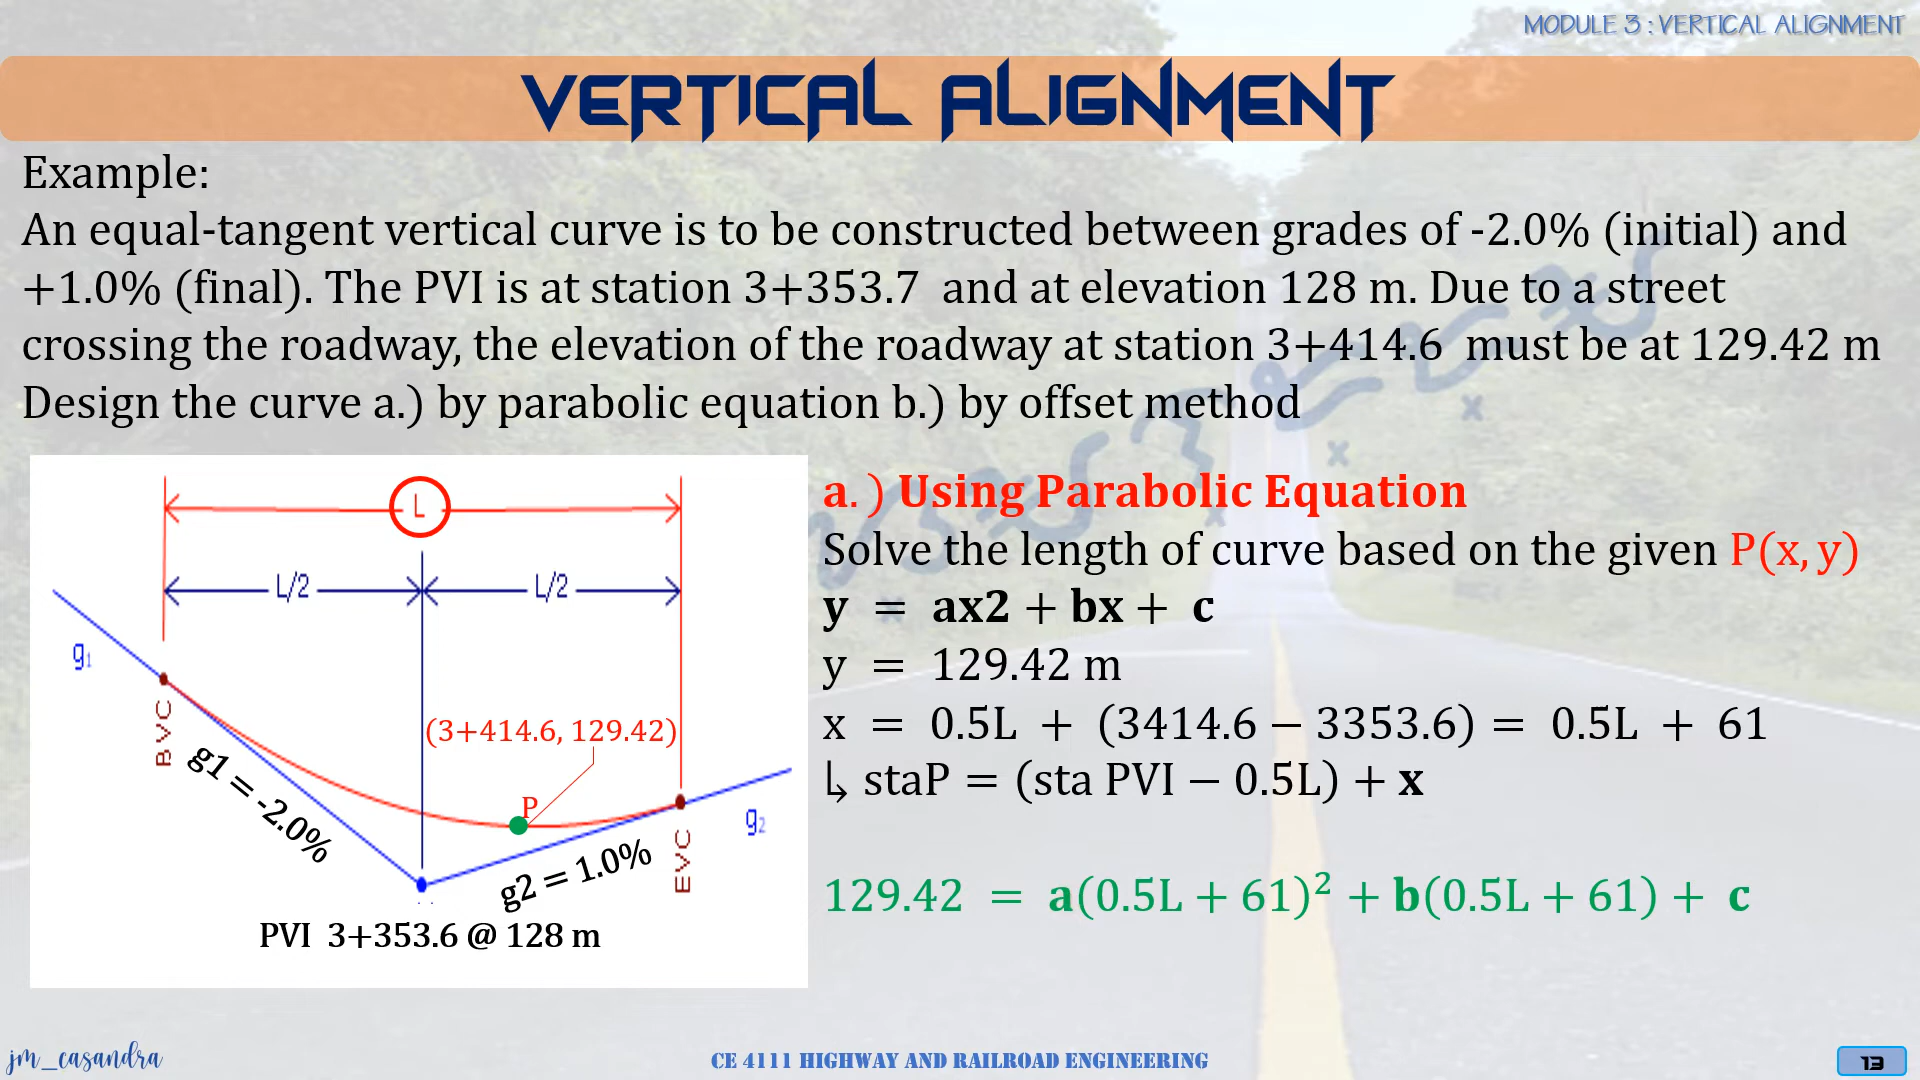 MODULE 3 : VERTICAL ALIGNMENT
VERTICAL ALIGNMENT
Example:
An equal-tangent vertical curve is to be constructed between grades of -2.0% (initial) and
+1.0% (final). The PVI is at station 3+353.7 and at elevation 128 m. Due to a street
crossing the roadway, the elevation of the roadway at station 3+414.6 must be at 129.42 m
Design the curve a.) by parabolic equation b.) by offset method
L
L/2
L/2
g1
BVC
g1 = -2.0%
(3+414.6, 129.42)
P
g2 = 1.0%
EVC
g2
PVI 3+353.6 @ 128 m
a. ) Using Parabolic Equation
Solve the length of curve based on the given P(x, y)
y = ax2 + bx + c
y = 129.42 m
x = 0.5L + (3414.6 − 3353.6) = 0.5L + 61
↳ staP = (sta PVI − 0.5L) + x
129.42 = a(0.5L + 61)² + b(0.5L + 61) + c
jm_casandra
CE 4111 HIGHWAY AND RAILROAD ENGINEERING
13